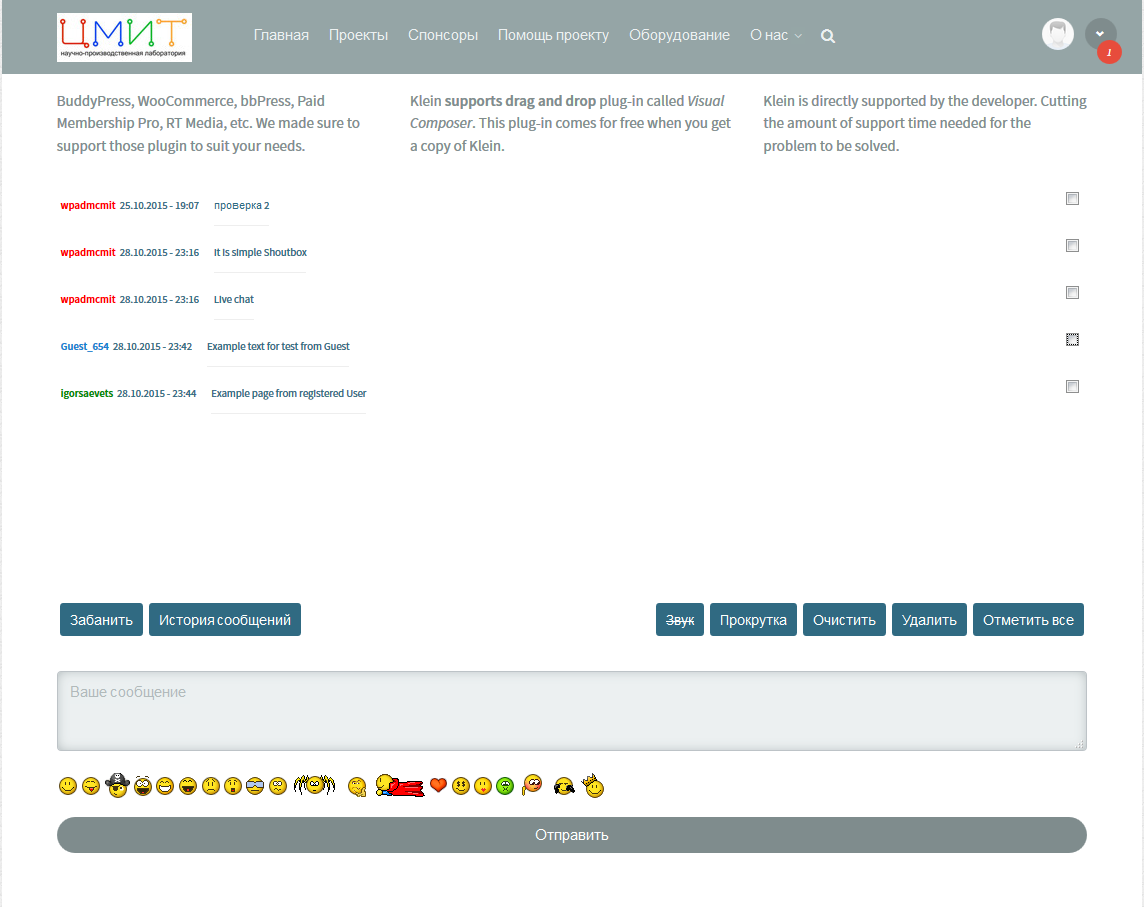 ЦМИТ
научно-производственная лаборатория
Главная Проекты Спонсоры Помощь проекту Оборудование О нас
1
BuddyPress, WooCommerce, bbPress, Paid
Membership Pro, RT Media, etc. We made sure to
support those plugin to suit your needs.
Klein supports drag and drop plug-in called Visual
Composer. This plug-in comes for free when you get
a copy of Klein.
Klein is directly supported by the developer. Cutting
the amount of support time needed for the
problem to be solved.
wpadmcmit 25.10.2015 - 19:07 проверка 2
wpadmcmit 28.10.2015 - 23:16 It is simple Shoutbox
wpadmcmit 28.10.2015 - 23:16 Live chat
Guest_654 28.10.2015 - 23:42 Example text for test from Guest
igorsaevets 28.10.2015 - 23:44 Example page from registered User
Забанить История сообщений Звук Прокрутка Очистить Удалить Отметить все
Ваше сообщение
Отправить